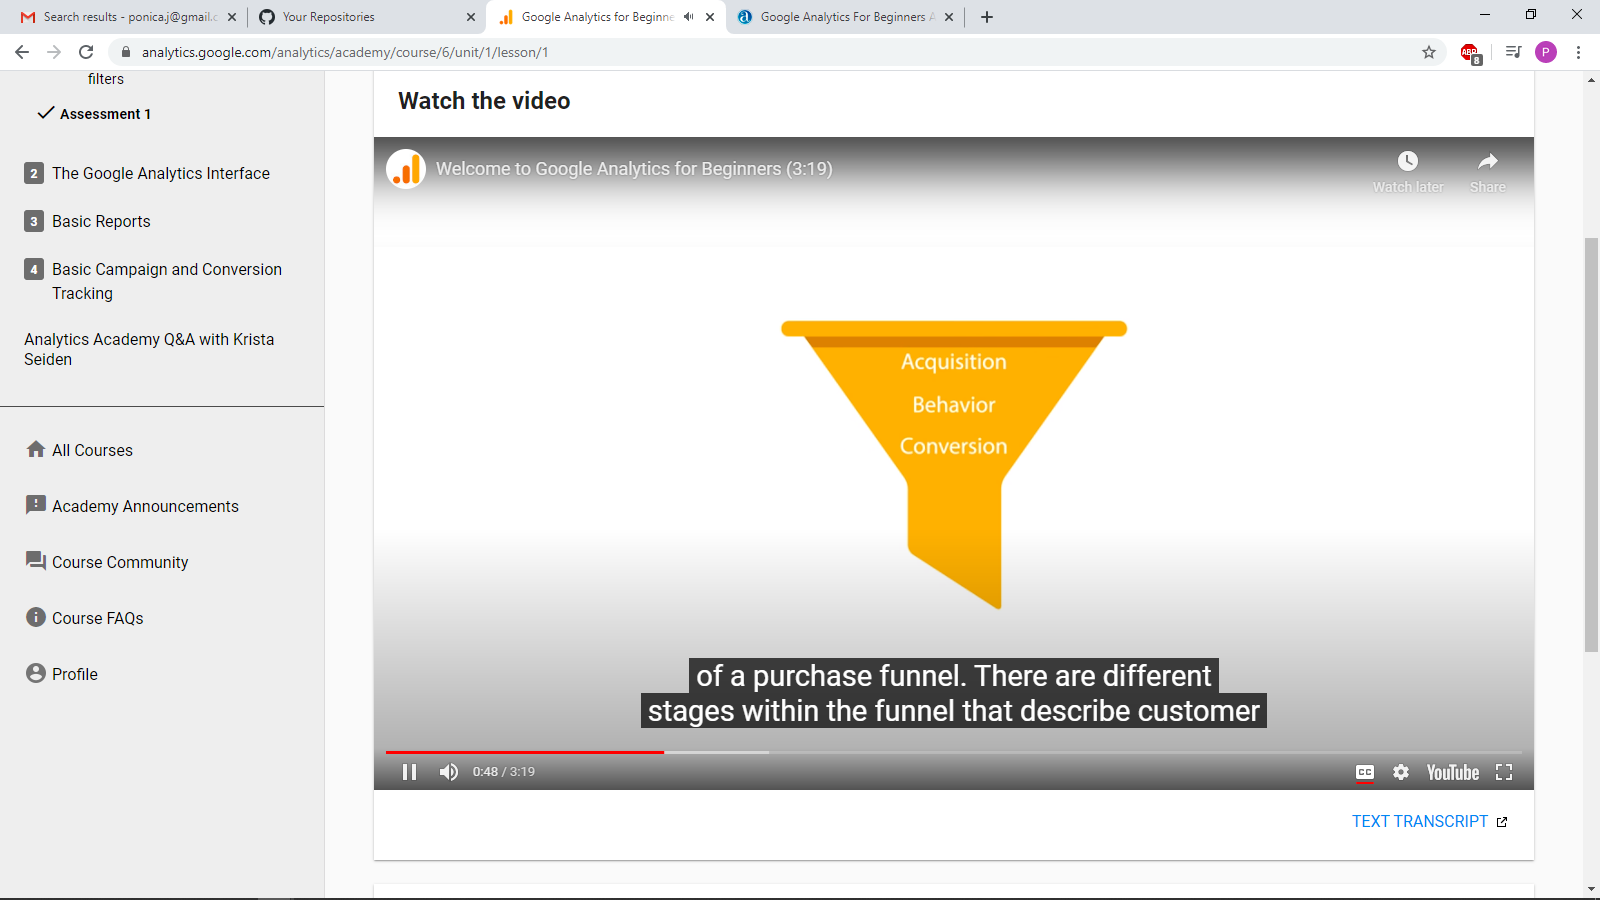 Search results - ponica.j@gmail.c
Your Repositories
Google Analytics for Beginne
Google Analytics For Beginners A
analytics.google.com/analytics/academy/course/6/unit/1/lesson/1
ABP
8
P
filters
Assessment 1
2 The Google Analytics Interface
3 Basic Reports
4 Basic Campaign and Conversion
Tracking
Analytics Academy Q&A with Krista
Seiden
All Courses
Academy Announcements
Course Community
Course FAQs
Profile
Watch the video
Welcome to Google Analytics for Beginners (3:19)
Watch later
Share
Acquisition
Behavior
Conversion
of a purchase funnel. There are different
stages within the funnel that describe customer
0:48 / 3:19
CC
YouTube
TEXT TRANSCRIPT